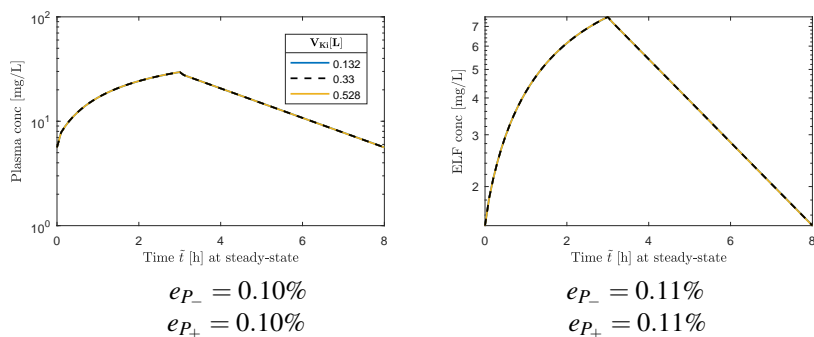 Plasma conc [mg/L]
10²
10¹
10⁰
V_Ki[L]
0.132
0.33
0.528
0 2 4 6 8
Time t̃ [h] at steady-state
e_P₋ = 0.10%
e_P₊ = 0.10%
ELF conc [mg/L]
7
6
5
4
3
2
0 2 4 6 8
Time t̃ [h] at steady-state
e_P₋ = 0.11%
e_P₊ = 0.11%